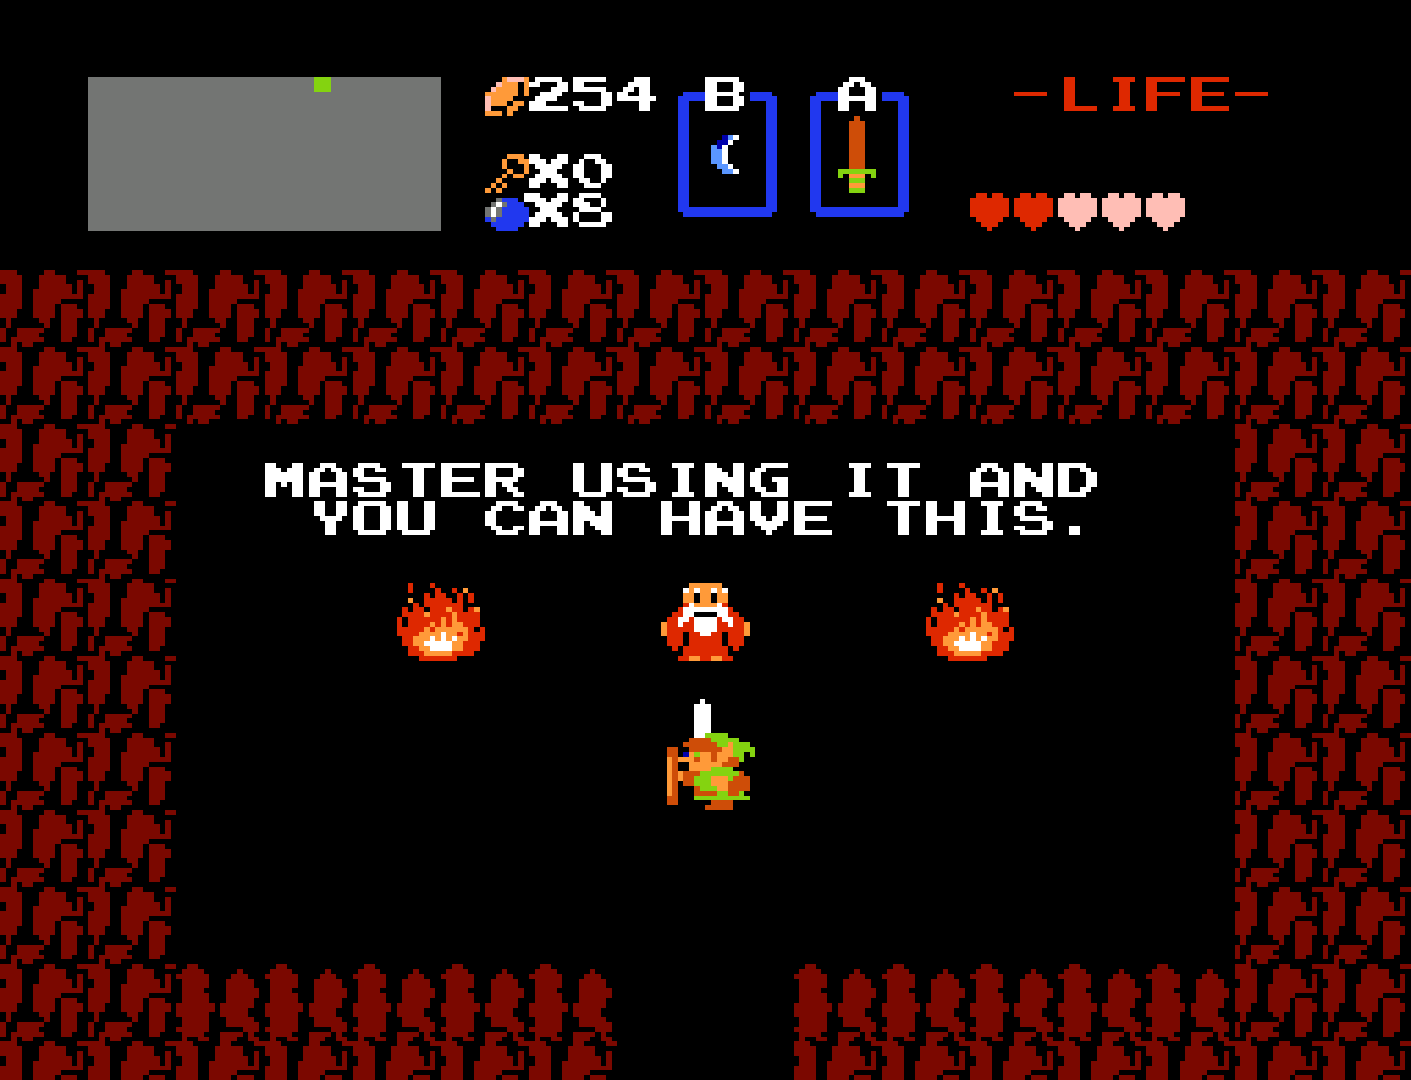 254 B A -LIFE-
X0
X8
MASTER USING IT AND
YOU CAN HAVE THIS.